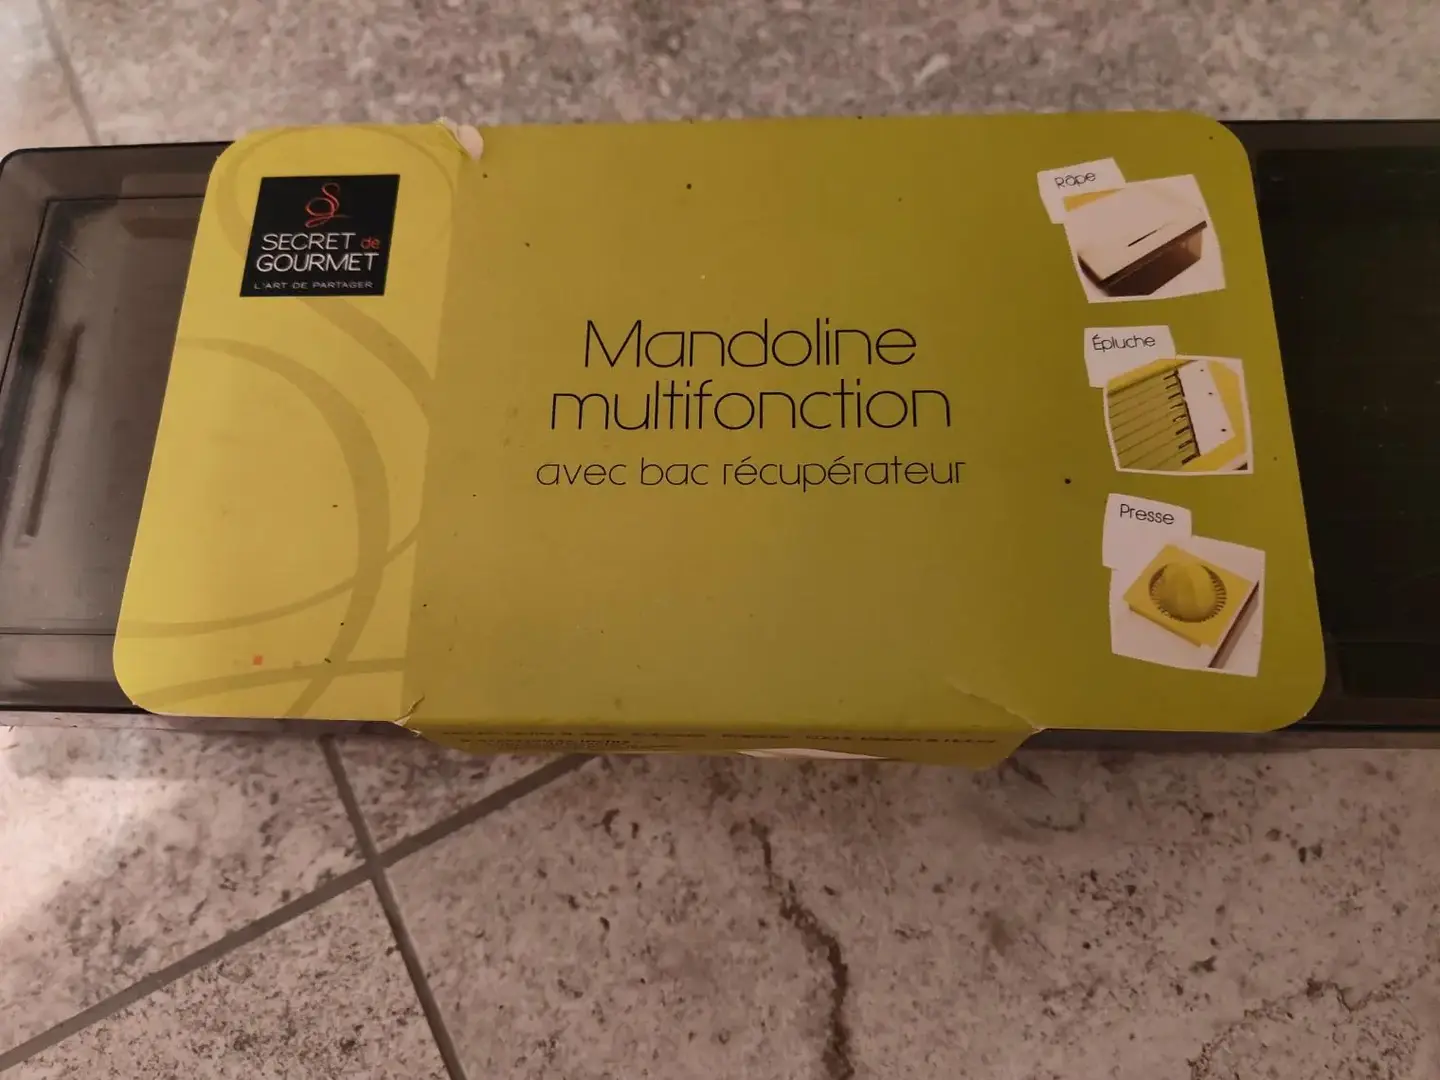 SECRET de
GOURMET
L'ART DE PARTAGER
Mandoline
multifonction
avec bac récupérateur
Râpe
Épluche
Presse